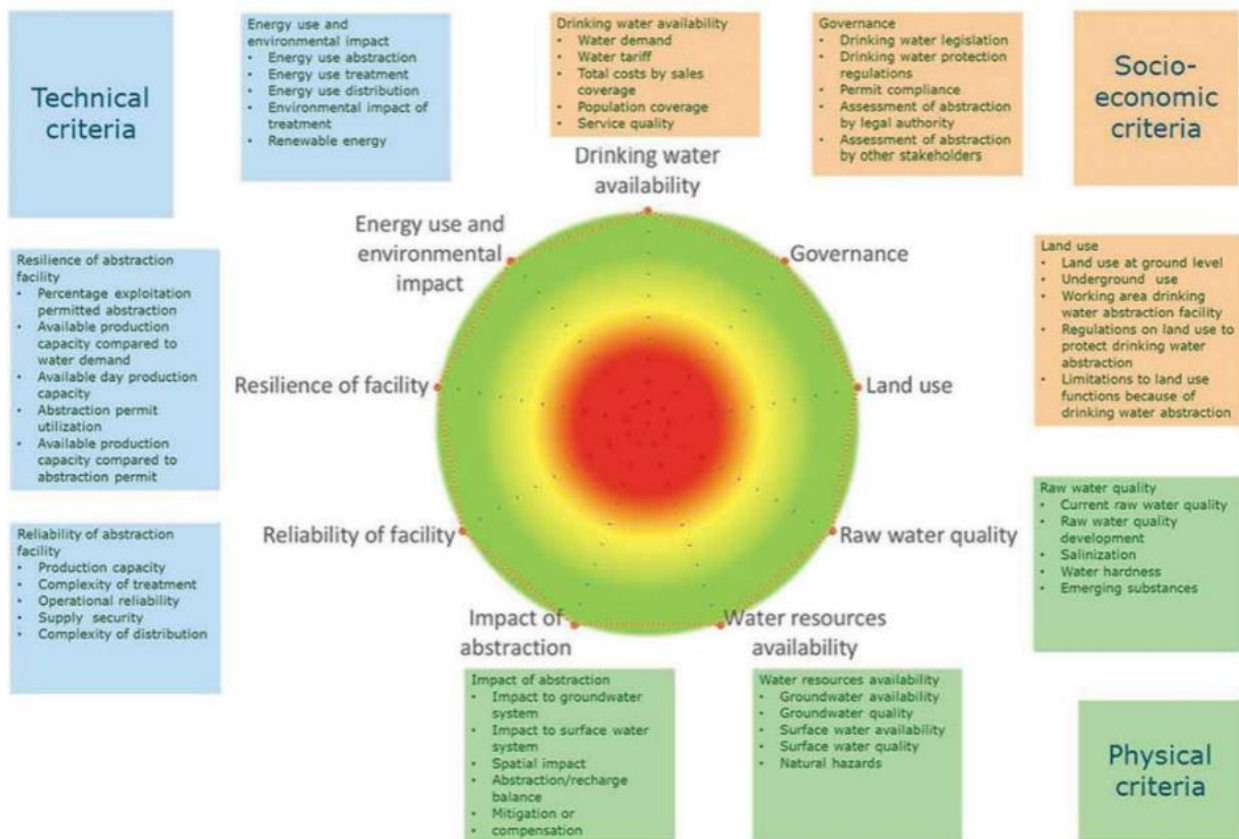 Technical
criteria
Energy use and
environmental impact
• Energy use abstraction
• Energy use treatment
• Energy use distribution
• Environmental impact of
treatment
• Renewable energy
Drinking water availability
• Water demand
• Water tariff
• Total costs by sales
coverage
• Population coverage
• Service quality
Governance
• Drinking water legislation
• Drinking water protection
regulations
• Permit compliance
• Assessment of abstraction
by legal authority
• Assessment of abstraction
by other stakeholders
Socio-
economic
criteria
Drinking water
availability
Energy use and
environmental
impact
Governance
Resilience of abstraction
facility
• Percentage exploitation
permitted abstraction
• Available production
capacity compared to
water demand
• Available day production
capacity
• Abstraction permit
utilization
• Available production
capacity compared to
abstraction permit
Resilience of facility
Land use
Land use
• Land use at ground level
• Underground use
• Working area drinking
water abstraction facility
• Regulations on land use to
protect drinking water
abstraction
• Limitations to land use
functions because of
drinking water abstraction
Reliability of abstraction
facility
• Production capacity
• Complexity of treatment
• Operational reliability
• Supply security
• Complexity of distribution
Reliability of facility
Raw water quality
Raw water quality
• Current raw water quality
• Raw water quality
development
• Salinization
• Water hardness
• Emerging substances
Impact of
abstraction
Water resources
availability
Impact of abstraction
• Impact to groundwater
system
• Impact to surface water
system
• Spatial impact
• Abstraction/recharge
balance
• Mitigation or
• compensation
Water resources availability
• Groundwater availability
• Groundwater quality
• Surface water availability
• Surface water quality
• Natural hazards
Physical
criteria